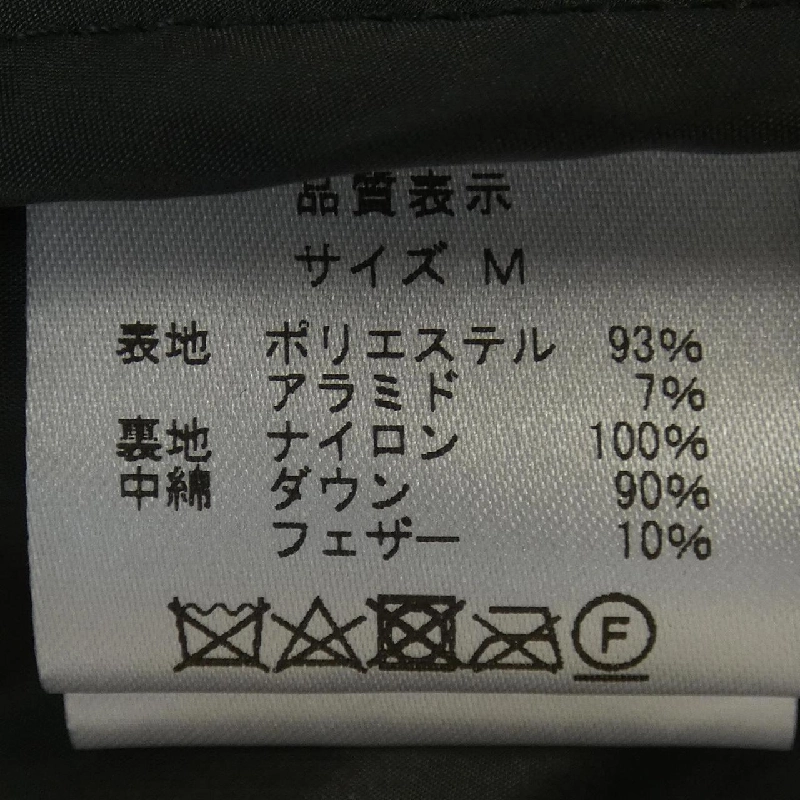 品質表示
サイズ M
表地 ポリエステル 93%
アラミド 7%
裏地 ナイロン 100%
中綿 ダウン 90%
フェザー 10%
F